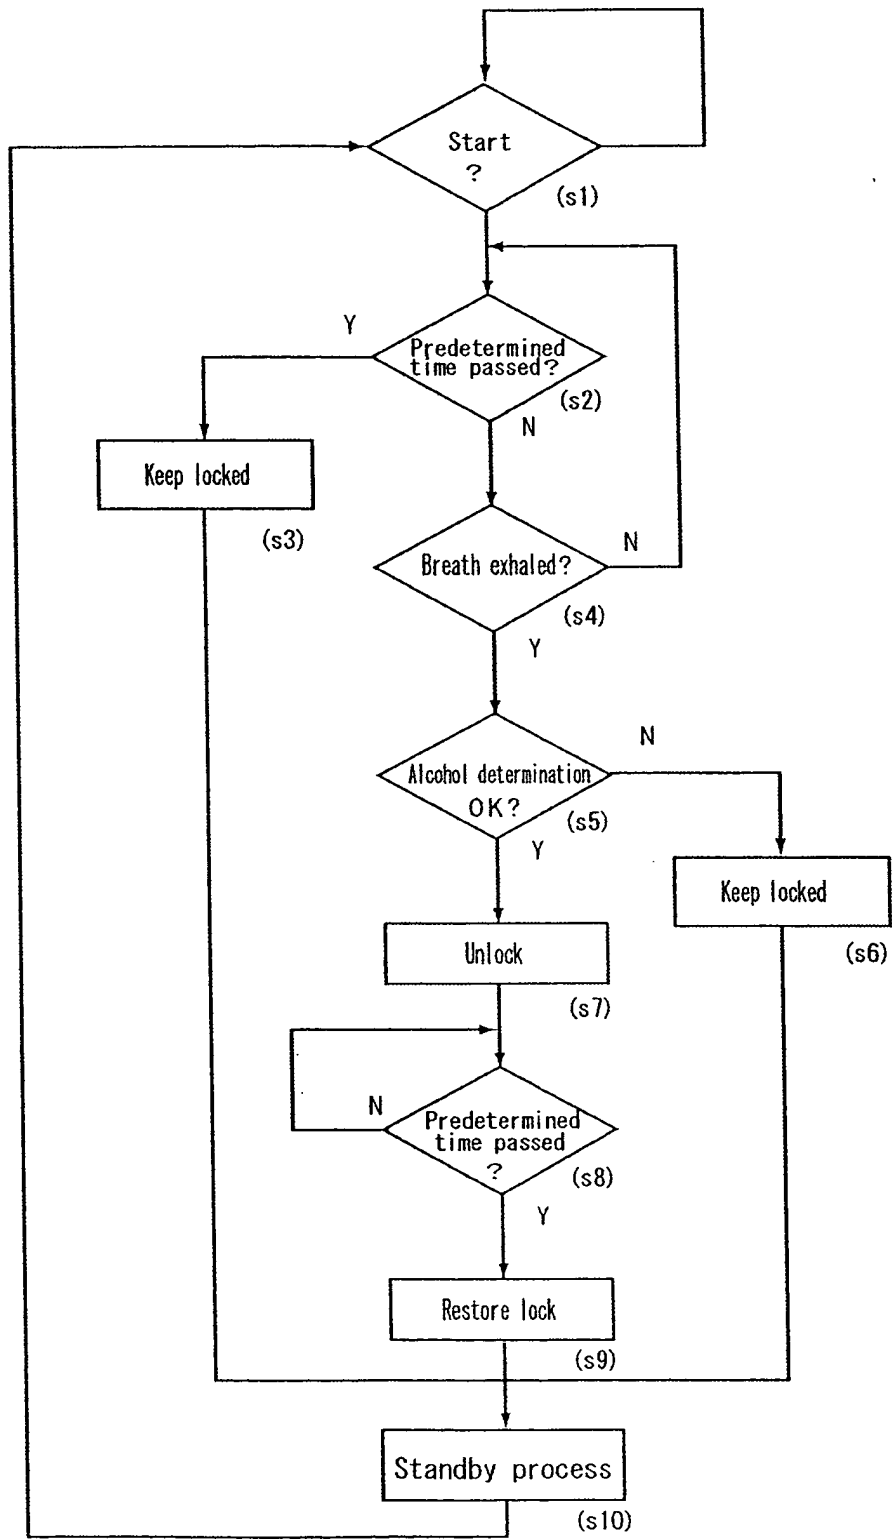 Start
?
(s1)
Y
Predetermined
time passed?
(s2)
N
Keep locked
(s3)
Breath exhaled?
N
(s4)
Y
N
Alcohol determination
OK?
(s5)
Y
Keep locked
(s6)
Unlock
(s7)
N
Predetermined
time passed
?
(s8)
Y
Restore lock
(s9)
Standby process
(s10)